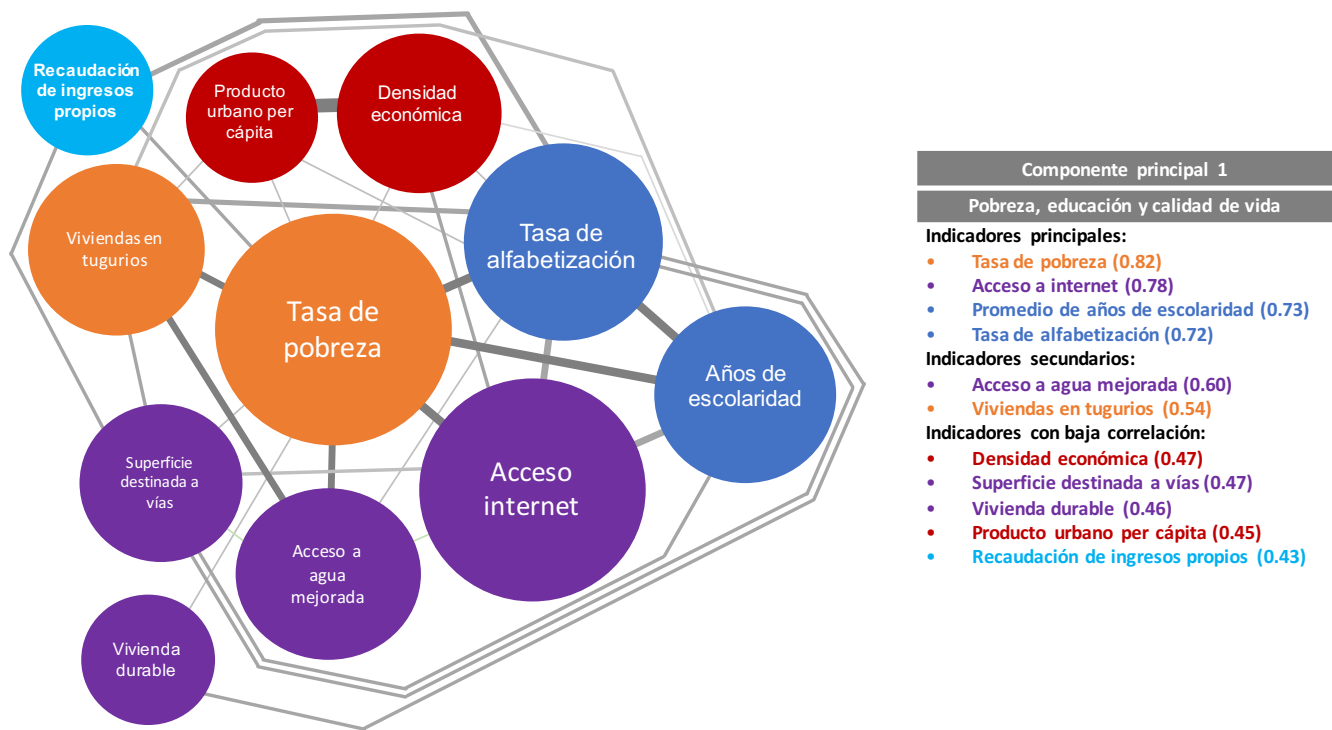 Recaudación
de ingresos
propios
Producto
urbano per
cápita
Densidad
económica
Viviendas en
tugurios
Tasa de
alfabetización
Tasa de
pobreza
Años de
escolaridad
Superficie
destinada a
vías
Acceso
internet
Acceso a
agua
mejorada
Vivienda
durable
Componente principal 1
Pobreza, educación y calidad de vida
Indicadores principales:
• Tasa de pobreza (0.82)
• Acceso a internet (0.78)
• Promedio de años de escolaridad (0.73)
• Tasa de alfabetización (0.72)
Indicadores secundarios:
• Acceso a agua mejorada (0.60)
• Viviendas en tugurios (0.54)
Indicadores con baja correlación:
• Densidad económica (0.47)
• Superficie destinada a vías (0.47)
• Vivienda durable (0.46)
• Producto urbano per cápita (0.45)
• Recaudación de ingresos propios (0.43)